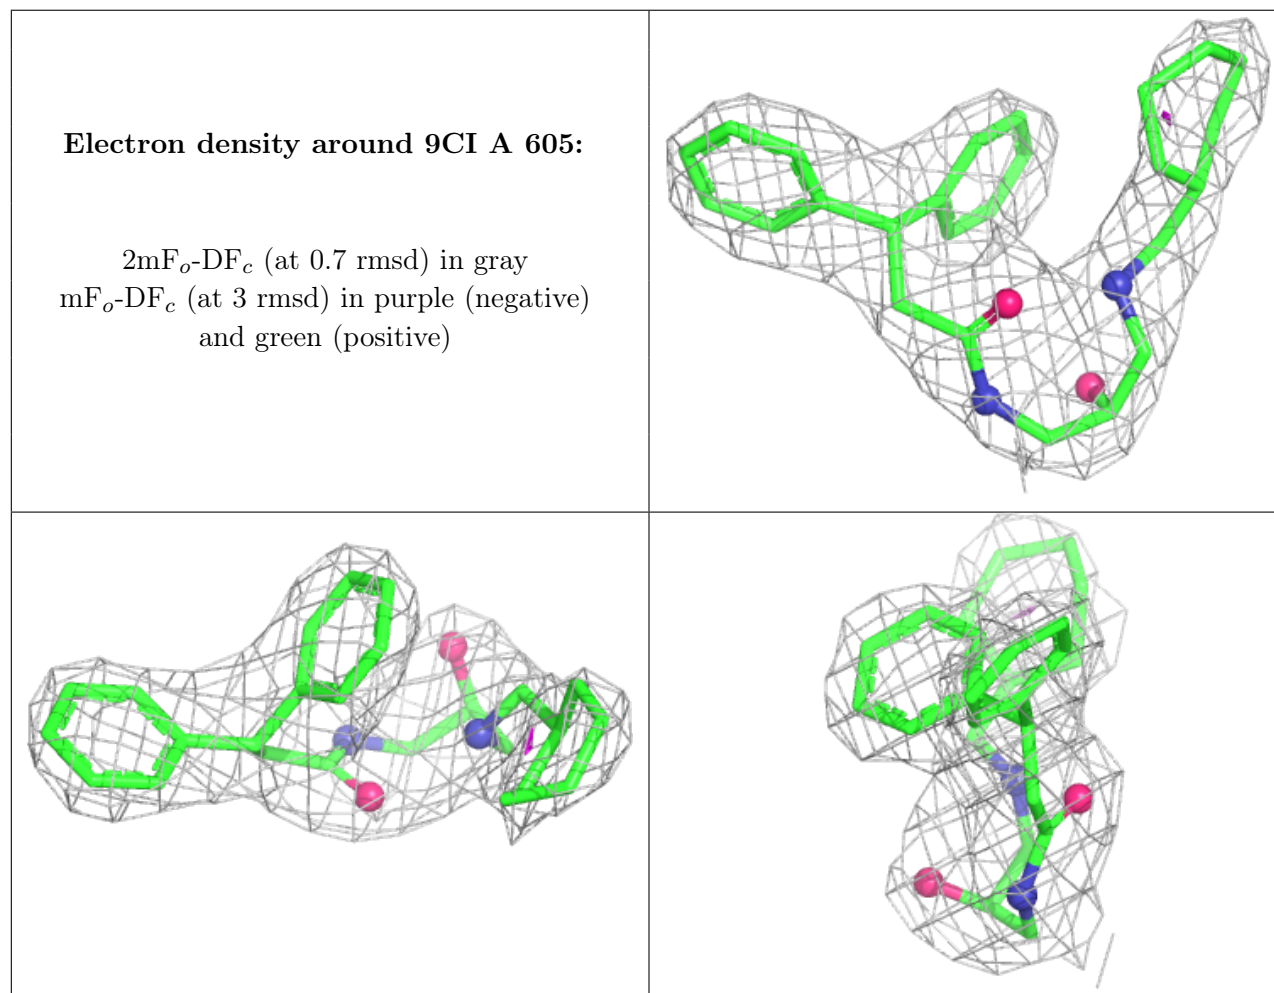 Electron density around 9CI A 605:
2mFo-DFc (at 0.7 rmsd) in gray
mFo-DFc (at 3 rmsd) in purple (negative)
and green (positive)